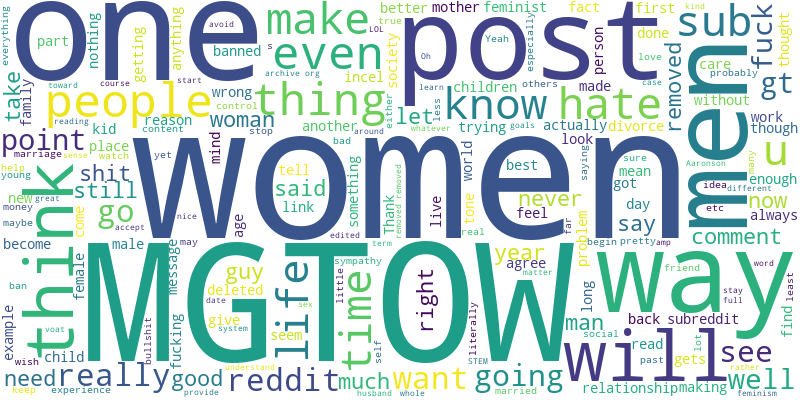 one
post
women
MGTOW
men
way
will
people
thing
think
even
make
know
hate
sub
fuck
gt
u
time
life
reddit
really
going
want
see
well
go
point
shit
still
take
let
said
woman
guy
year
right
man
never
say
now
comment
removed
need
good
much
everything
part
nothing
getting
anything
banned
avoid
true
LOL
better
mother
feminist
fact
first
kind
Oh
Yeah
especially
person
love
done
thought
family
wrong
reason
control
incel
society
children
others
made
case
care
probably
without
work
though
course
start
toward
archive org
learn
less
either
kid
content
stop
another
bad
around
whatever
goals
trying
actually
divorce
look
marriage
sense
place
watch
yet
mind
tell
link
something
world
best
saying
sure
mean
got
idea
different
many
Aaronson
enough
always
help
young
new
great
money
maybe
accept
come
nice
age
edited
Thank
removed removed
live
tone
feel
day
far
etc
become
male
female
may
message
term
real
agree
problem
begin
pretty
amp
friend
word
ban
voat
deleted
date
sympathy
little
matter
long
back
subreddit
stay
full
least
find
example
wish
child
bullshit
fucking
give
seem
system
sex
self
literally
STEM
social
read
past
gets
lot
rather
keep
experience
provide
understand
husband
whole
married
relationship
making
feminism